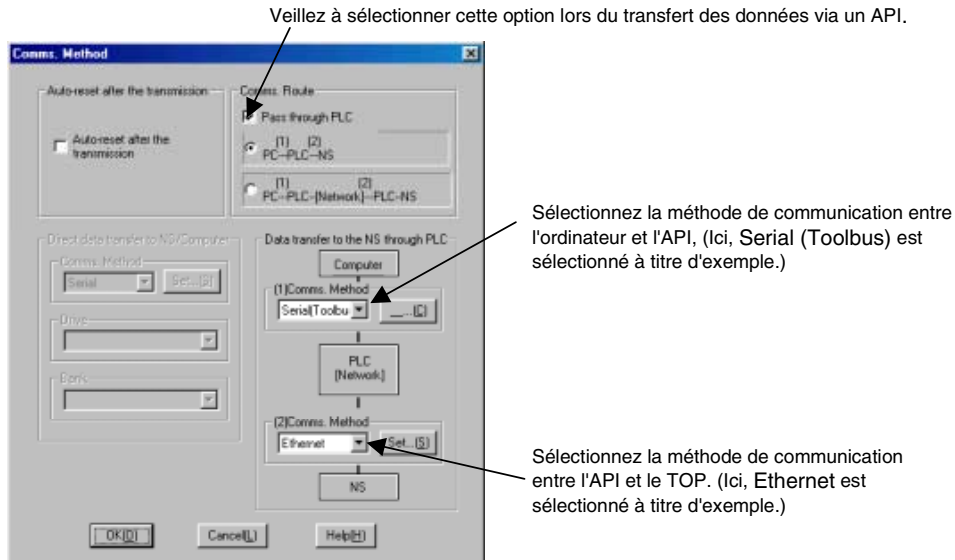 Veillez à sélectionner cette option lors du transfert des données via un API.
Comms. Method
Auto-reset after the transmission
Auto-reset after the
transmission
Comms. Route
Pass through PLC
(1) (2)
PC--PLC--NS
(1) (2)
PC--PLC-(Network)--PLC-NS
Sélectionnez la méthode de communication entre
l'ordinateur et l'API, (Ici, Serial (Toolbus) est
sélectionné à titre d'exemple.)
Direct data transfer to NS/Computer
Comms. Method
Serial
Set...(S)
Drive
Bank
Data transfer to the NS through PLC
Computer
(1)Comms. Method
Serial(Toolbu
__...(C)
PLC
(Network)
(2)Comms. Method
Ethernet
Set...(S)
NS
Sélectionnez la méthode de communication
entre l'API et le TOP. (Ici, Ethernet est
sélectionné à titre d'exemple.)
OK(O)
Cancel(L)
Help(H)